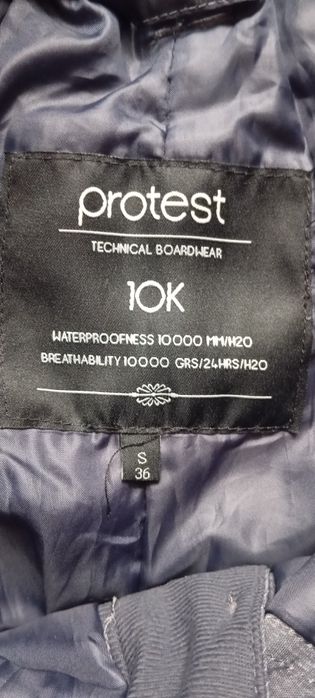 protest
TECHNICAL BOARDWEAR
10K
WATERPROOFNESS 10000 MM/H2O
BREATHABILITY 10000 GRS/24HRS/H2O
S
36